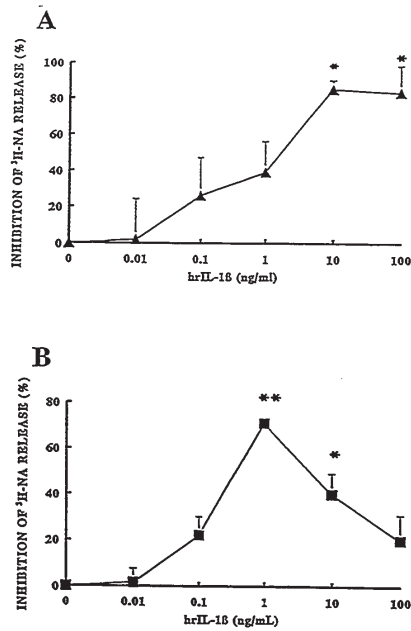 A
INHIBITION OF ³H-NA RELEASE (%)
100
80
60
40
20
0
* *
0 0.01 0.1 1 10 100
hrIL-1ß (ng/ml)
B
INHIBITION OF ³H-NA RELEASE (%)
80
60
40
20
0
**
*
0 0.01 0.1 1 10 100
hrIL-1ß (ng/mL)